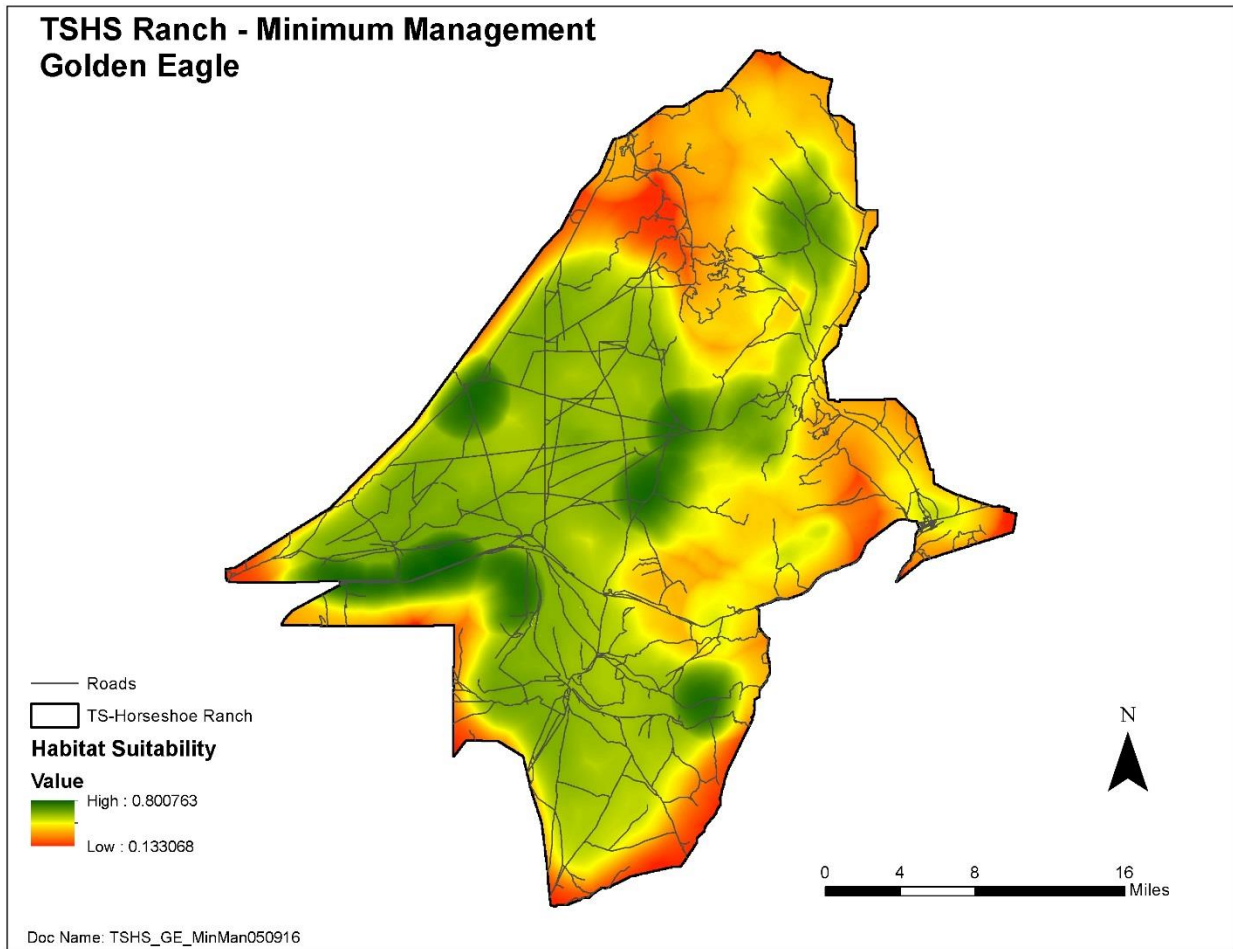 TSHS Ranch - Minimum Management
Golden Eagle
Roads
TS-Horseshoe Ranch
Habitat Suitability
Value
High : 0.800763
Low : 0.133068
N
0 4 8 16
Miles
Doc Name: TSHS_GE_MinMan050916